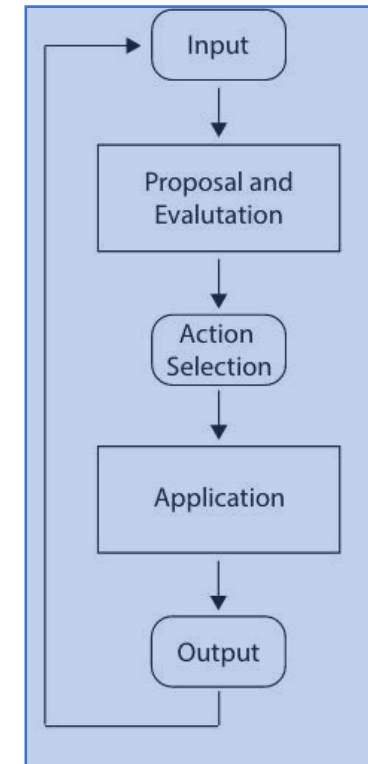 Input
Proposal and
Evalutation
Action
Selection
Application
Output